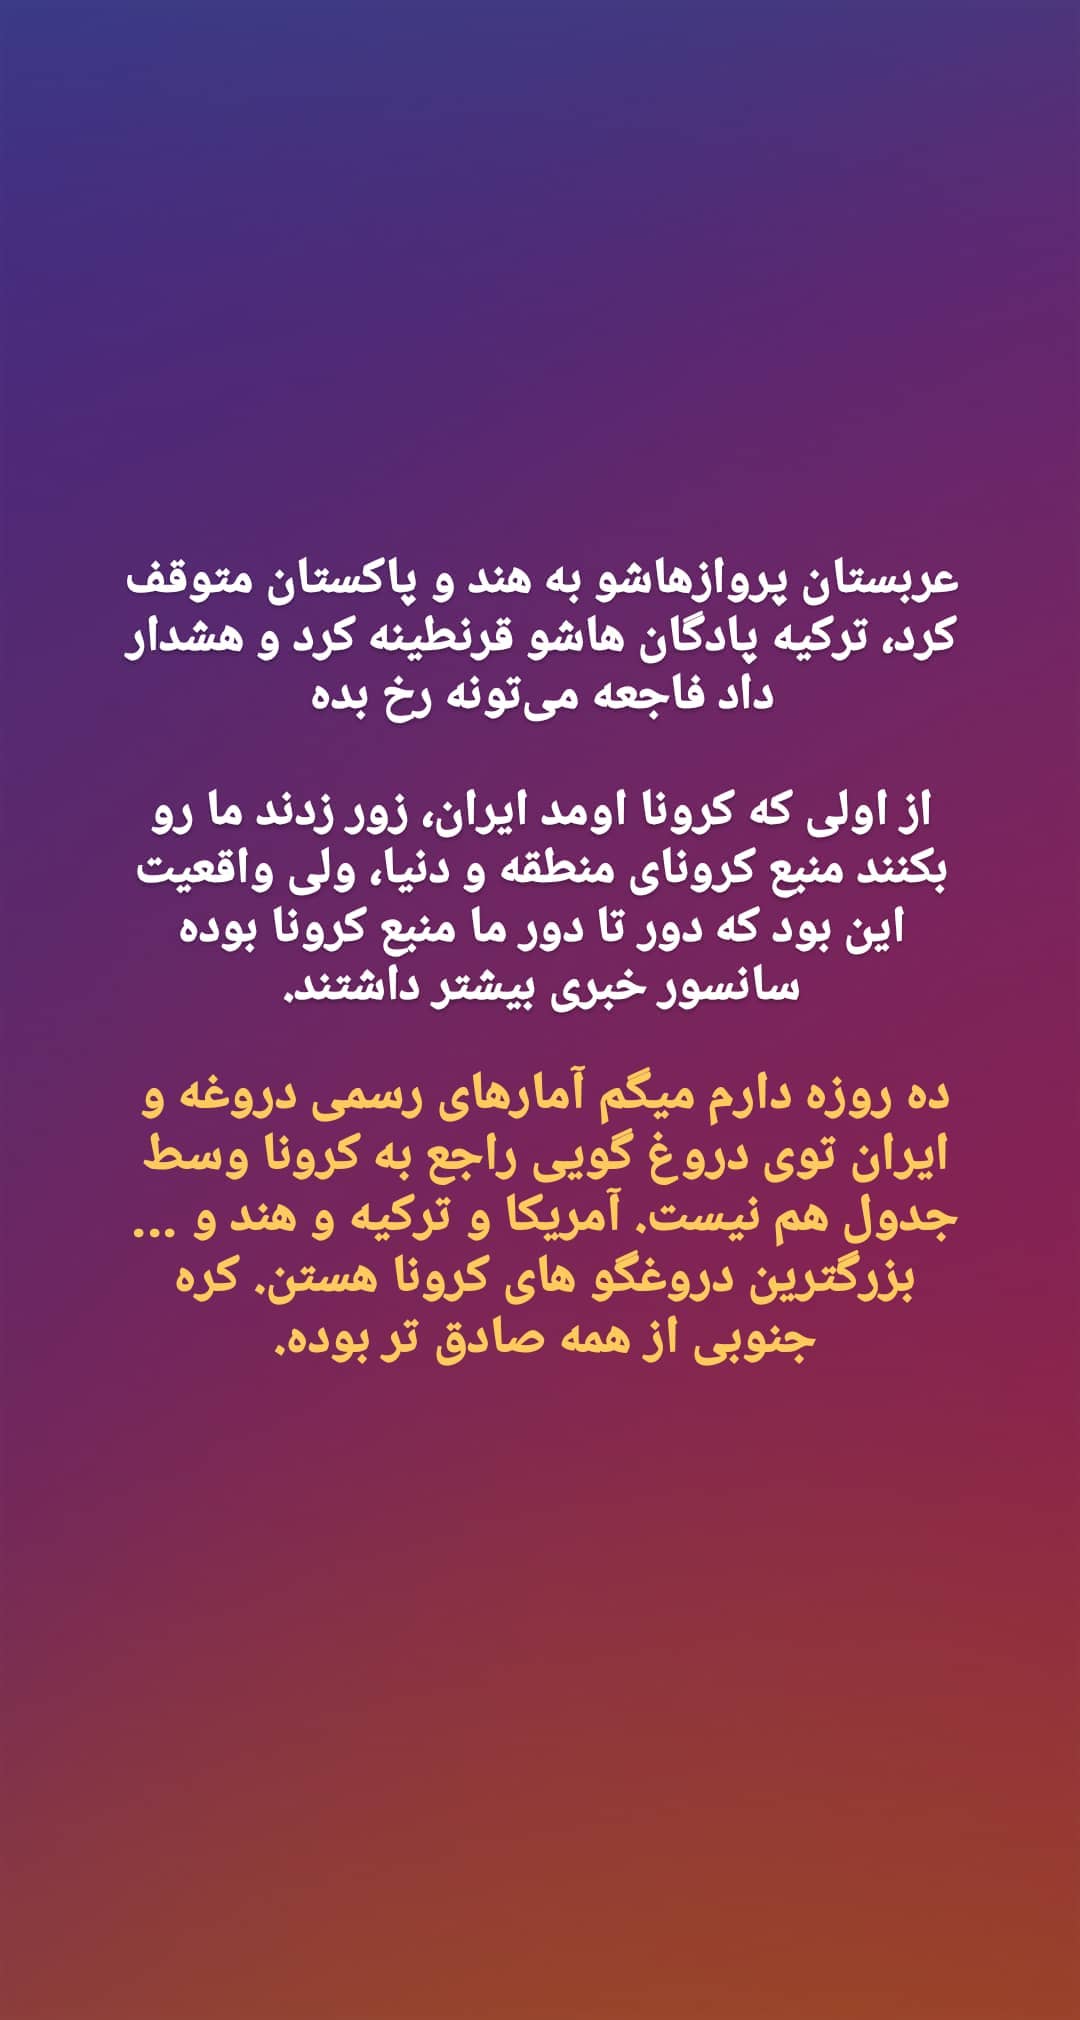 عربستان پروازهاشو به هند و پاکستان متوقف
کرد، ترکیه پادگان هاشو قرنطینه کرد و هشدار
داد فاجعه می‌تونه رخ بده
از اولی که کرونا اومد ایران، زور زدند ما رو
بکنند منبع کرونای منطقه و دنیا، ولی واقعیت
این بود که دور تا دور ما منبع کرونا بوده
سانسور خبری بیشتر داشتند.
ده روزه دارم میگم آمارهای رسمی دروغه و
ایران توی دروغ گویی راجع به کرونا وسط
جدول هم نیست. آمریکا و ترکیه و هند و ...
بزرگترین دروغگو های کرونا هستن. کره
جنوبی از همه صادق تر بوده.